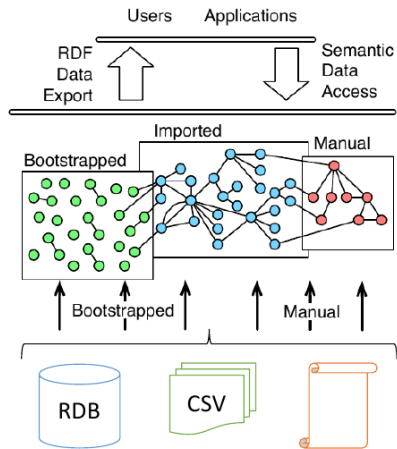 Users Applications
RDF
Data
Export
Semantic
Data
Access
Imported
Bootstrapped
Manual
Bootstrapped
Manual
RDB
CSV